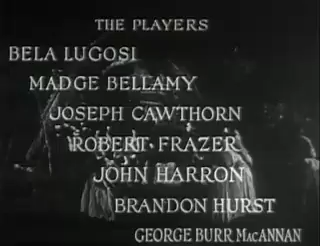 THE PLAYERS
BELA LUGOSI
MADGE BELLAMY
JOSEPH CAWTHORN
ROBERT FRAZER
JOHN HARRON
BRANDON HURST
GEORGE BURR MACANNAN